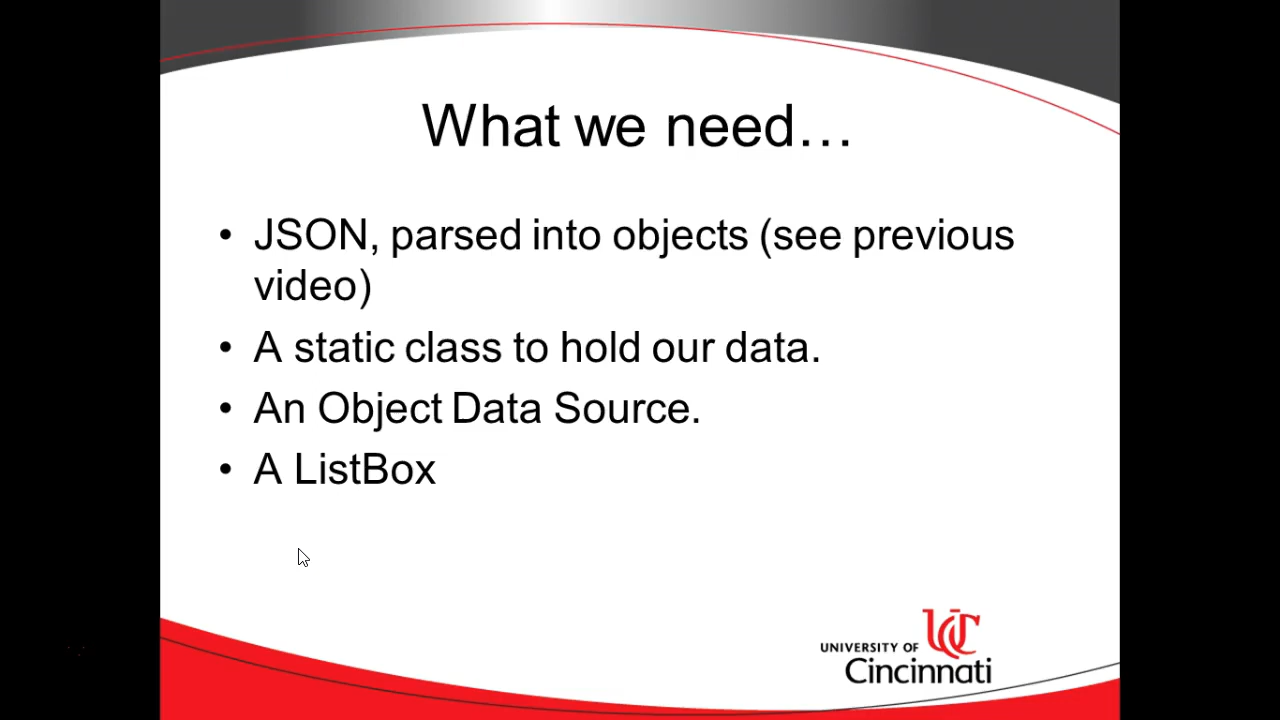 What we need…
• JSON, parsed into objects (see previous
video)
• A static class to hold our data.
• An Object Data Source.
• A ListBox
UC
UNIVERSITY OF
Cincinnati